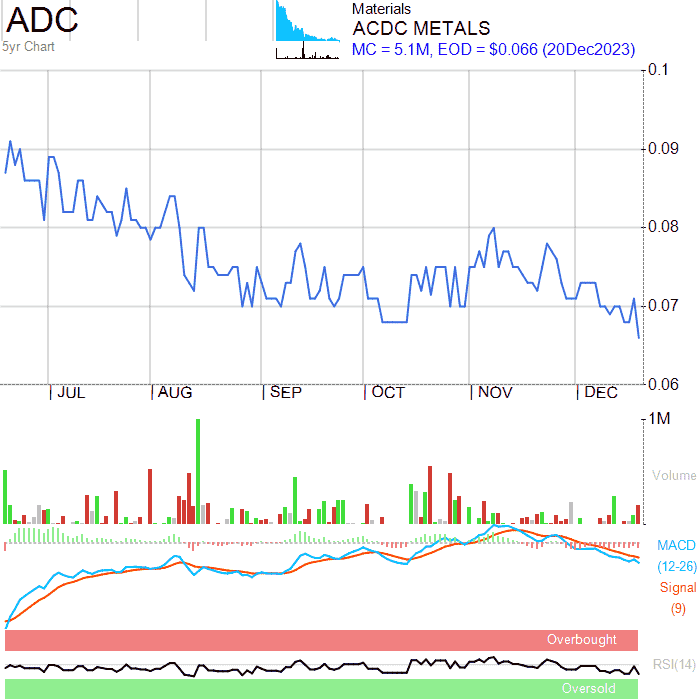 ADC
5yr Chart
Materials
ACDC METALS
MC = 5.1M, EOD = $0.066 (20Dec2023)
0.1
0.09
0.08
0.07
0.06
JUL AUG SEP OCT NOV DEC
1M
Volume
MACD
(12-26)
Signal
(9)
Overbought
RSI(14)
Oversold